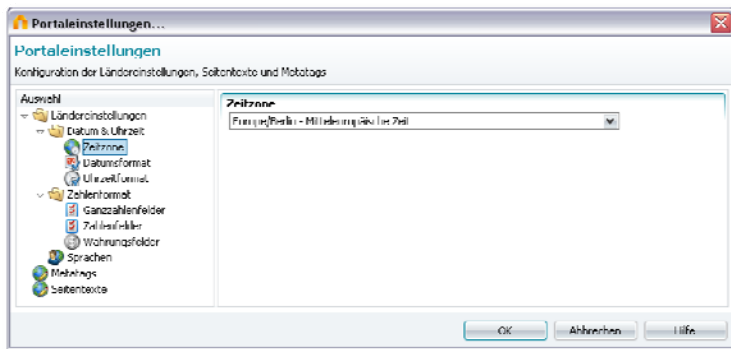 Portaleinstellungen...
Portaleinstellungen
Konfiguration der Ländereinstellungen, Seitentexte und Metatags
Auswahl
Ländereinstellungen
Datum & Uhrzeit
Zeitzone
Datumsformat
Uhrzeitformat
Zahlenformat
Ganzzahlenfelder
Zahlenfelder
Währungsfelder
Sprachen
Metatags
Seitentexte
Zeitzone
Europe/Berlin - Mitteleuropäische Zeit
OK
Abbrechen
Hilfe